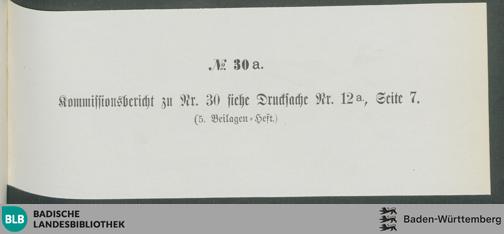 № 30a.
Kommissionsbericht zu Nr. 30 siehe Drucksache Nr. 12a, Seite 7.
(5. Beilagen-Heft.)
BLB BADISCHE LANDESBIBLIOTHEK
Baden-Württemberg